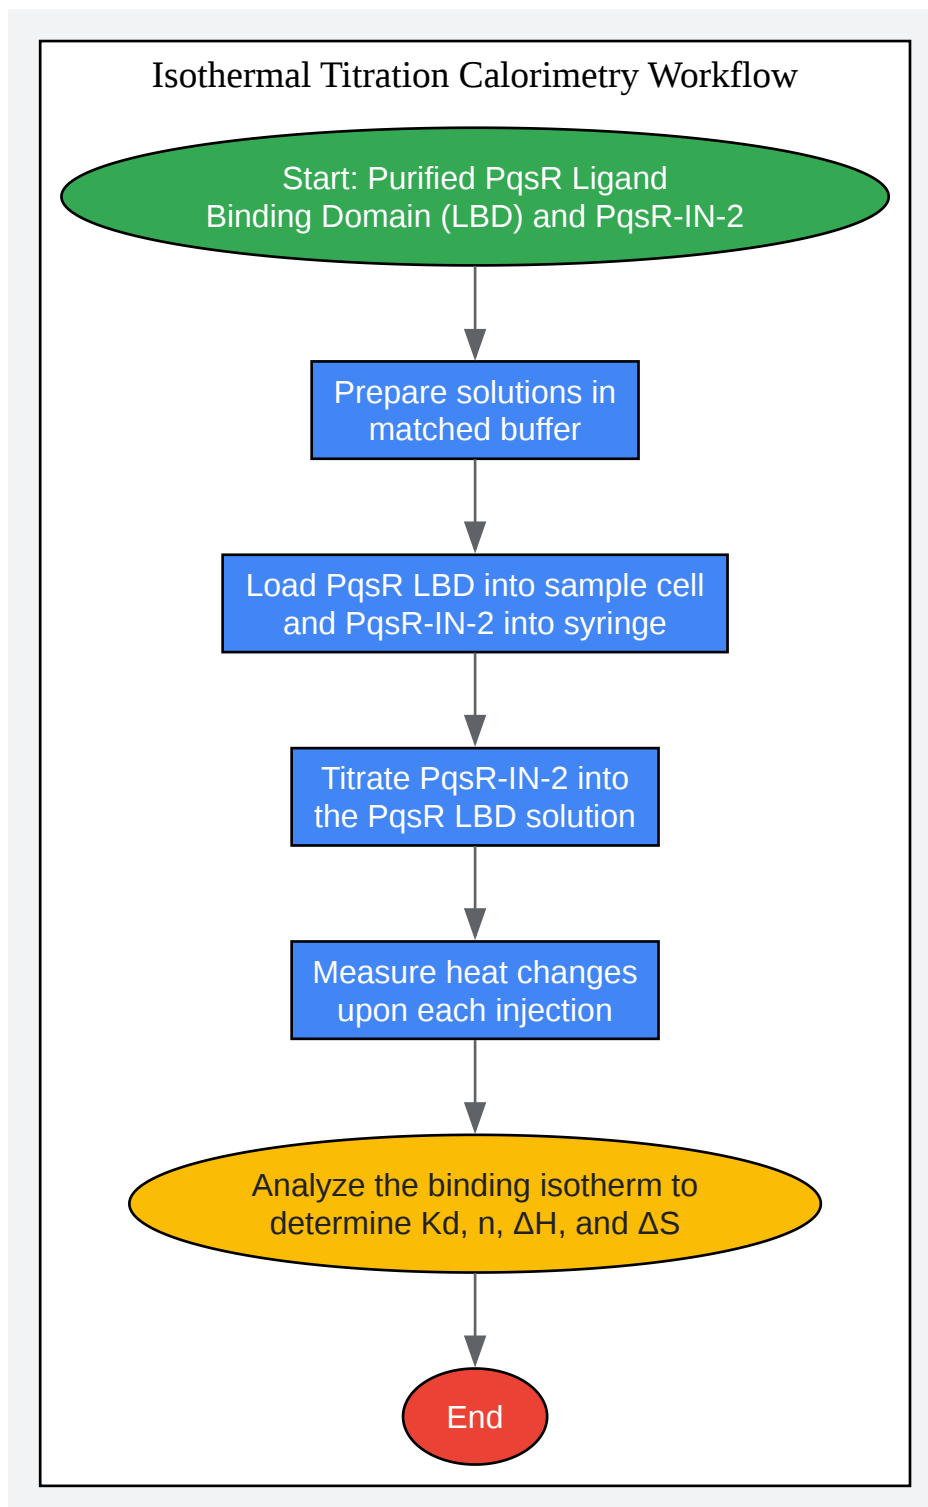 Isothermal Titration Calorimetry Workflow
Start: Purified PqsR Ligand
Binding Domain (LBD) and PqsR-IN-2
Prepare solutions in
matched buffer
Load PqsR LBD into sample cell
and PqsR-IN-2 into syringe
Titrate PqsR-IN-2 into
the PqsR LBD solution
Measure heat changes
upon each injection
Analyze the binding isotherm to
determine Kd, n, ΔH, and ΔS
End